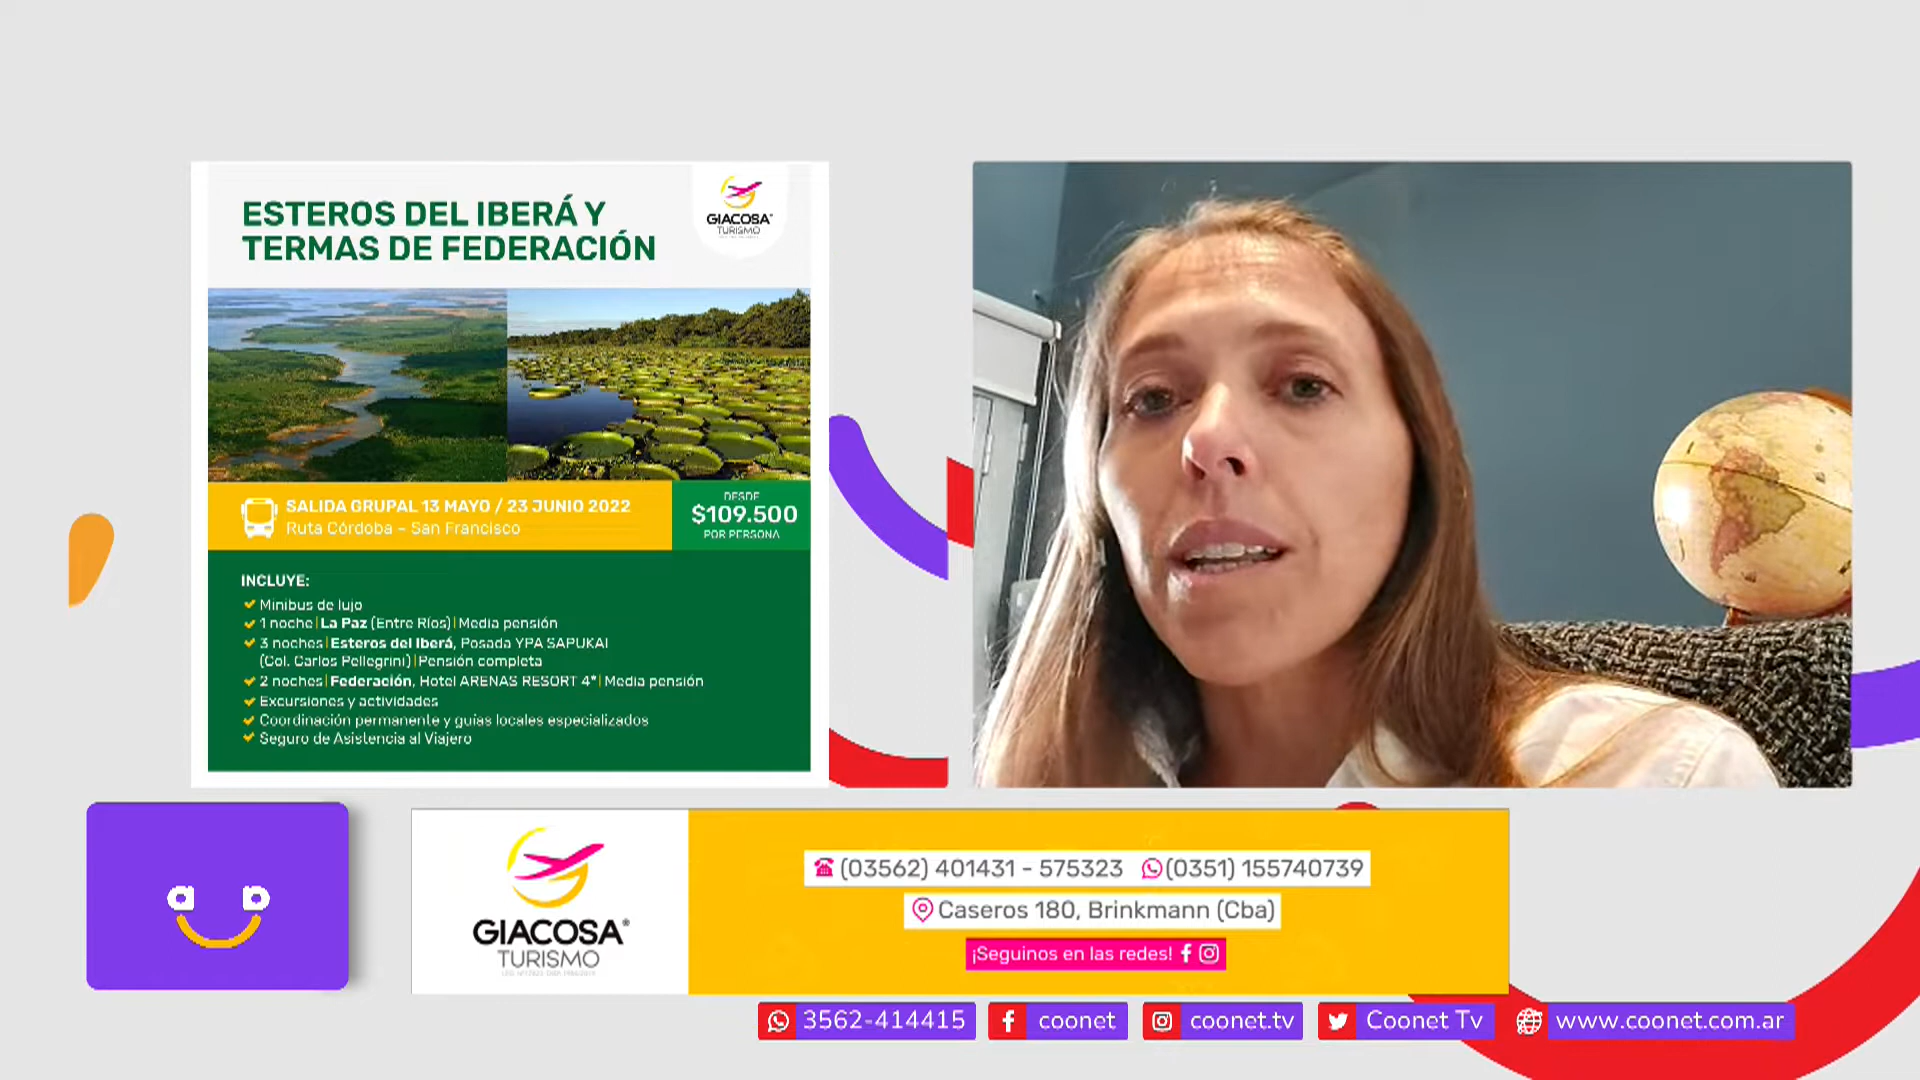 ESTEROS DEL IBERÁ Y
TERMAS DE FEDERACIÓN
GIACOSA
TURISMO
SALIDA GRUPAL 13 MAYO / 23 JUNIO 2022
Ruta Córdoba – San Francisco
DESDE
$109.500
POR PERSONA
INCLUYE:
Minibus de lujo
1 noche | La Paz (Entre Ríos) | Media pensión
3 noches | Esteros del Iberá, Posada YPA SAPUKAI
(Col. Carlos Pellegrini) | Pensión completa
2 noches | Federación, Hotel ARENAS RESORT 4* | Media pensión
Excursiones y actividades
Coordinación permanente y guías locales especializados
Seguro de Asistencia al Viajero
GIACOSA®
TURISMO
(03562) 401431 - 575323 (0351) 155740739
Caseros 180, Brinkmann (Cba)
¡Seguinos en las redes!
3562-414415 coonet coonet.tv Coonet Tv www.coonet.com.ar